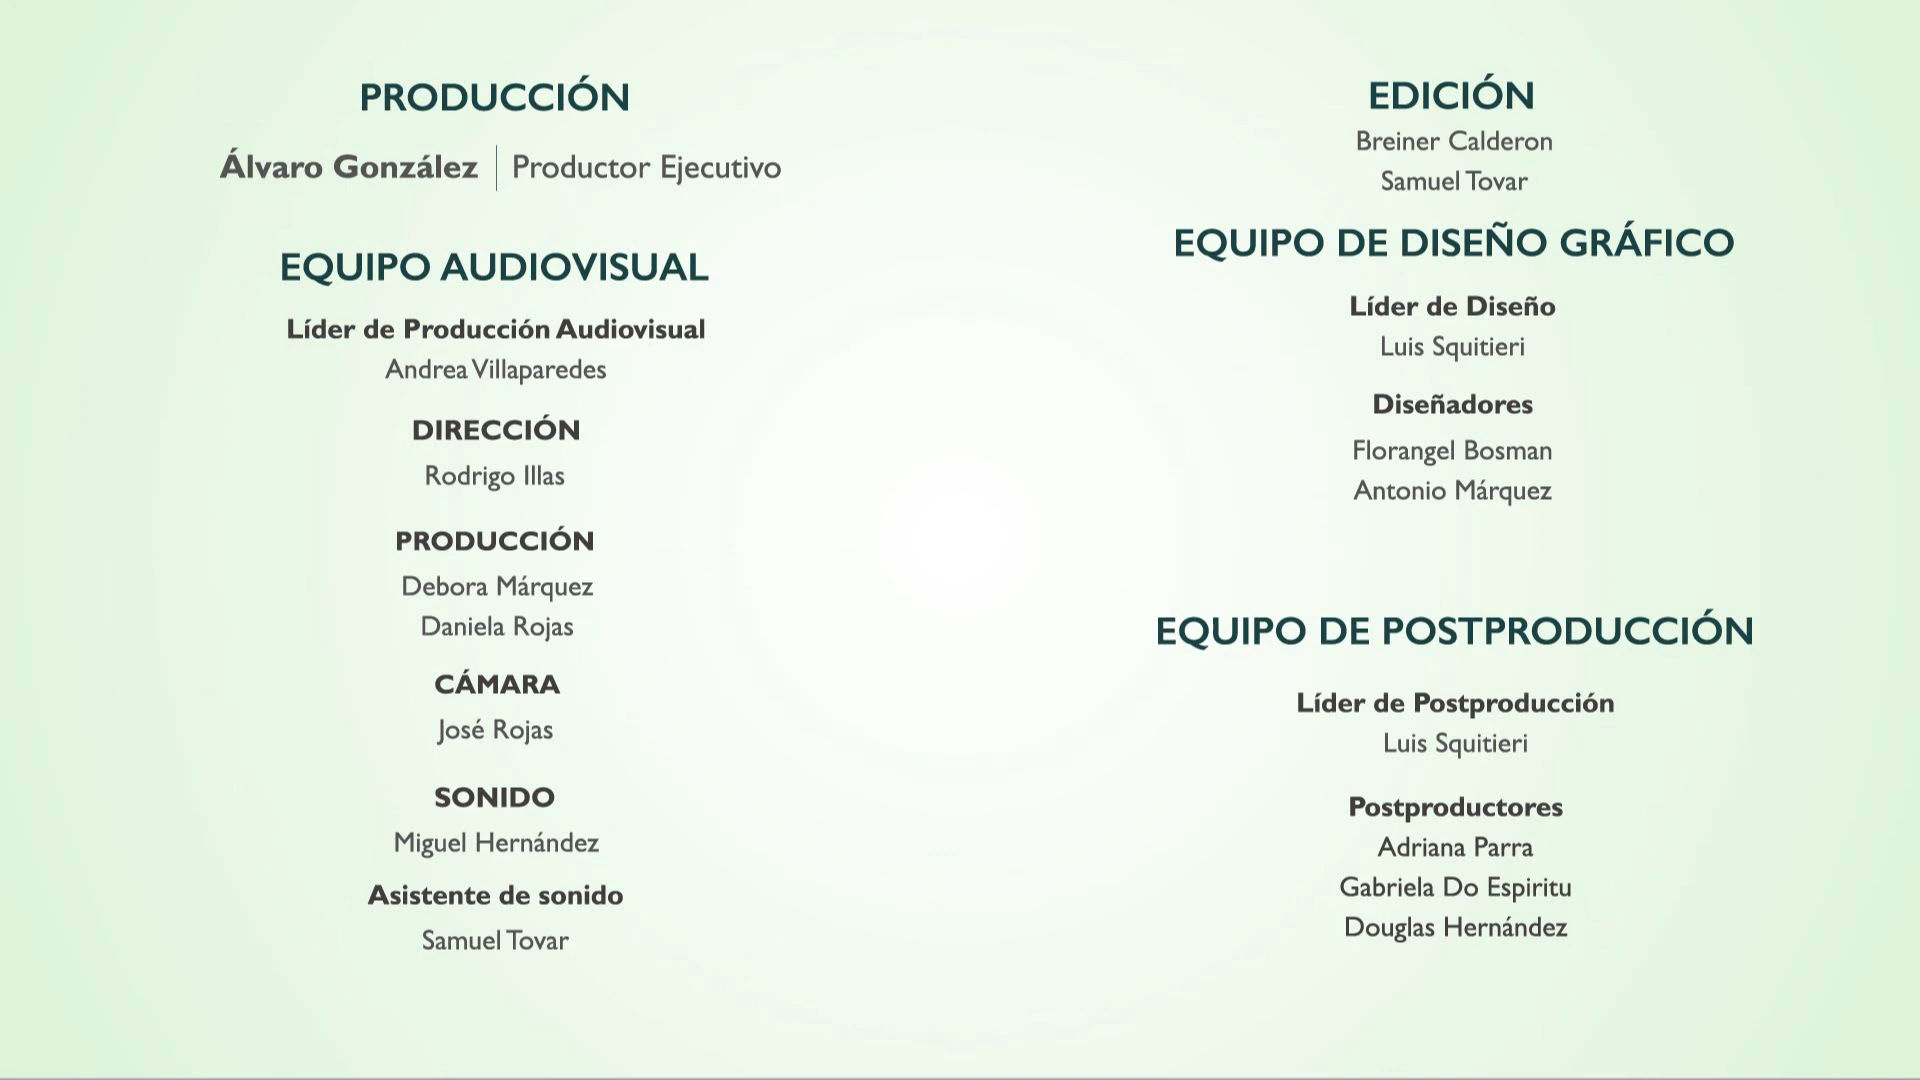 PRODUCCIÓN
Álvaro González | Productor Ejecutivo
EQUIPO AUDIOVISUAL
Líder de Producción Audiovisual
Andrea Villaparedes
DIRECCIÓN
Rodrigo Illas
PRODUCCIÓN
Debora Márquez
Daniela Rojas
CÁMARA
José Rojas
SONIDO
Miguel Hernández
Asistente de sonido
Samuel Tovar
EDICIÓN
Breiner Calderon
Samuel Tovar
EQUIPO DE DISEÑO GRÁFICO
Líder de Diseño
Luis Squitieri
Diseñadores
Florangel Bosman
Antonio Márquez
EQUIPO DE POSTPRODUCCIÓN
Líder de Postproducción
Luis Squitieri
Postproductores
Adriana Parra
Gabriela Do Espiritu
Douglas Hernández